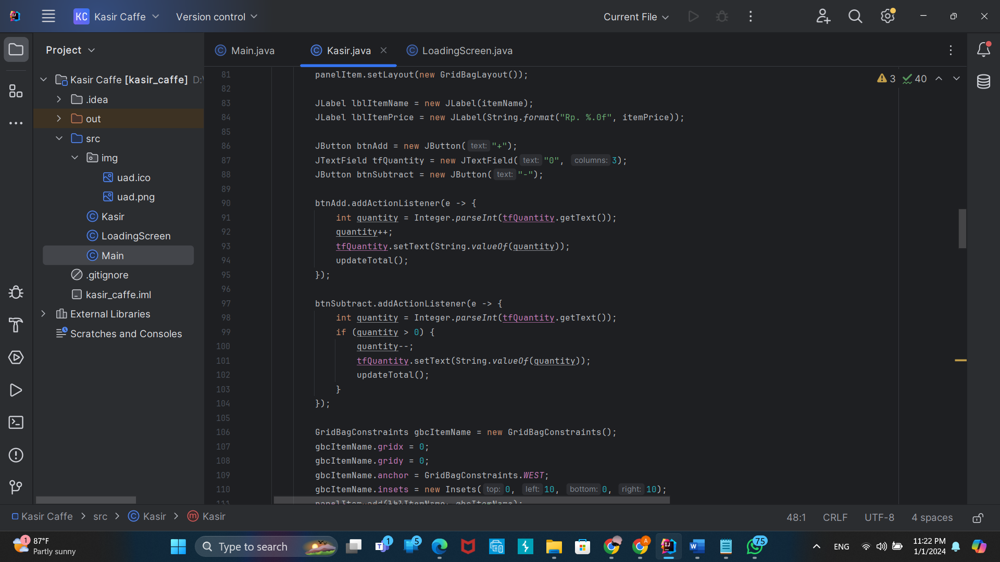 KC Kasir Caffe Version control Current File
Project
Main.java Kasir.java LoadingScreen.java
Kasir Caffe [kasir_caffe] D:\
.idea
out
src
img
uad.ico
uad.png
Kasir
LoadingScreen
Main
.gitignore
kasir_caffe.iml
External Libraries
Scratches and Consoles
3 40
81 panelItem.setLayout(new GridBagLayout());
82
83 JLabel lblItemName = new JLabel(itemName);
84 JLabel lblItemPrice = new JLabel(String.format("Rp. %.0f", itemPrice));
85
86 JButton btnAdd = new JButton( text: "+");
87 JTextField tfQuantity = new JTextField( text: "0", columns: 3);
88 JButton btnSubtract = new JButton( text: "-");
89
90 btnAdd.addActionListener(e -> {
91 int quantity = Integer.parseInt(tfQuantity.getText());
92 quantity++;
93 tfQuantity.setText(String.valueOf(quantity));
94 updateTotal();
95 });
96
97 btnSubtract.addActionListener(e -> {
98 int quantity = Integer.parseInt(tfQuantity.getText());
99 if (quantity > 0) {
100 quantity--;
101 tfQuantity.setText(String.valueOf(quantity));
102 updateTotal();
103 }
104 });
105
106 GridBagConstraints gbcItemName = new GridBagConstraints();
107 gbcItemName.gridx = 0;
108 gbcItemName.gridy = 0;
109 gbcItemName.anchor = GridBagConstraints.WEST;
110 gbcItemName.insets = new Insets( top: 0, left: 10, bottom: 0, right: 10);
111 panelItem.add(lblItemName, gbcItemName);
Kasir Caffe > src > Kasir > m Kasir
48:1 CRLF UTF-8 4 spaces
1 87°F
Partly sunny
Type to search
1 5 A 75
ENG
11:22 PM
1/1/2024